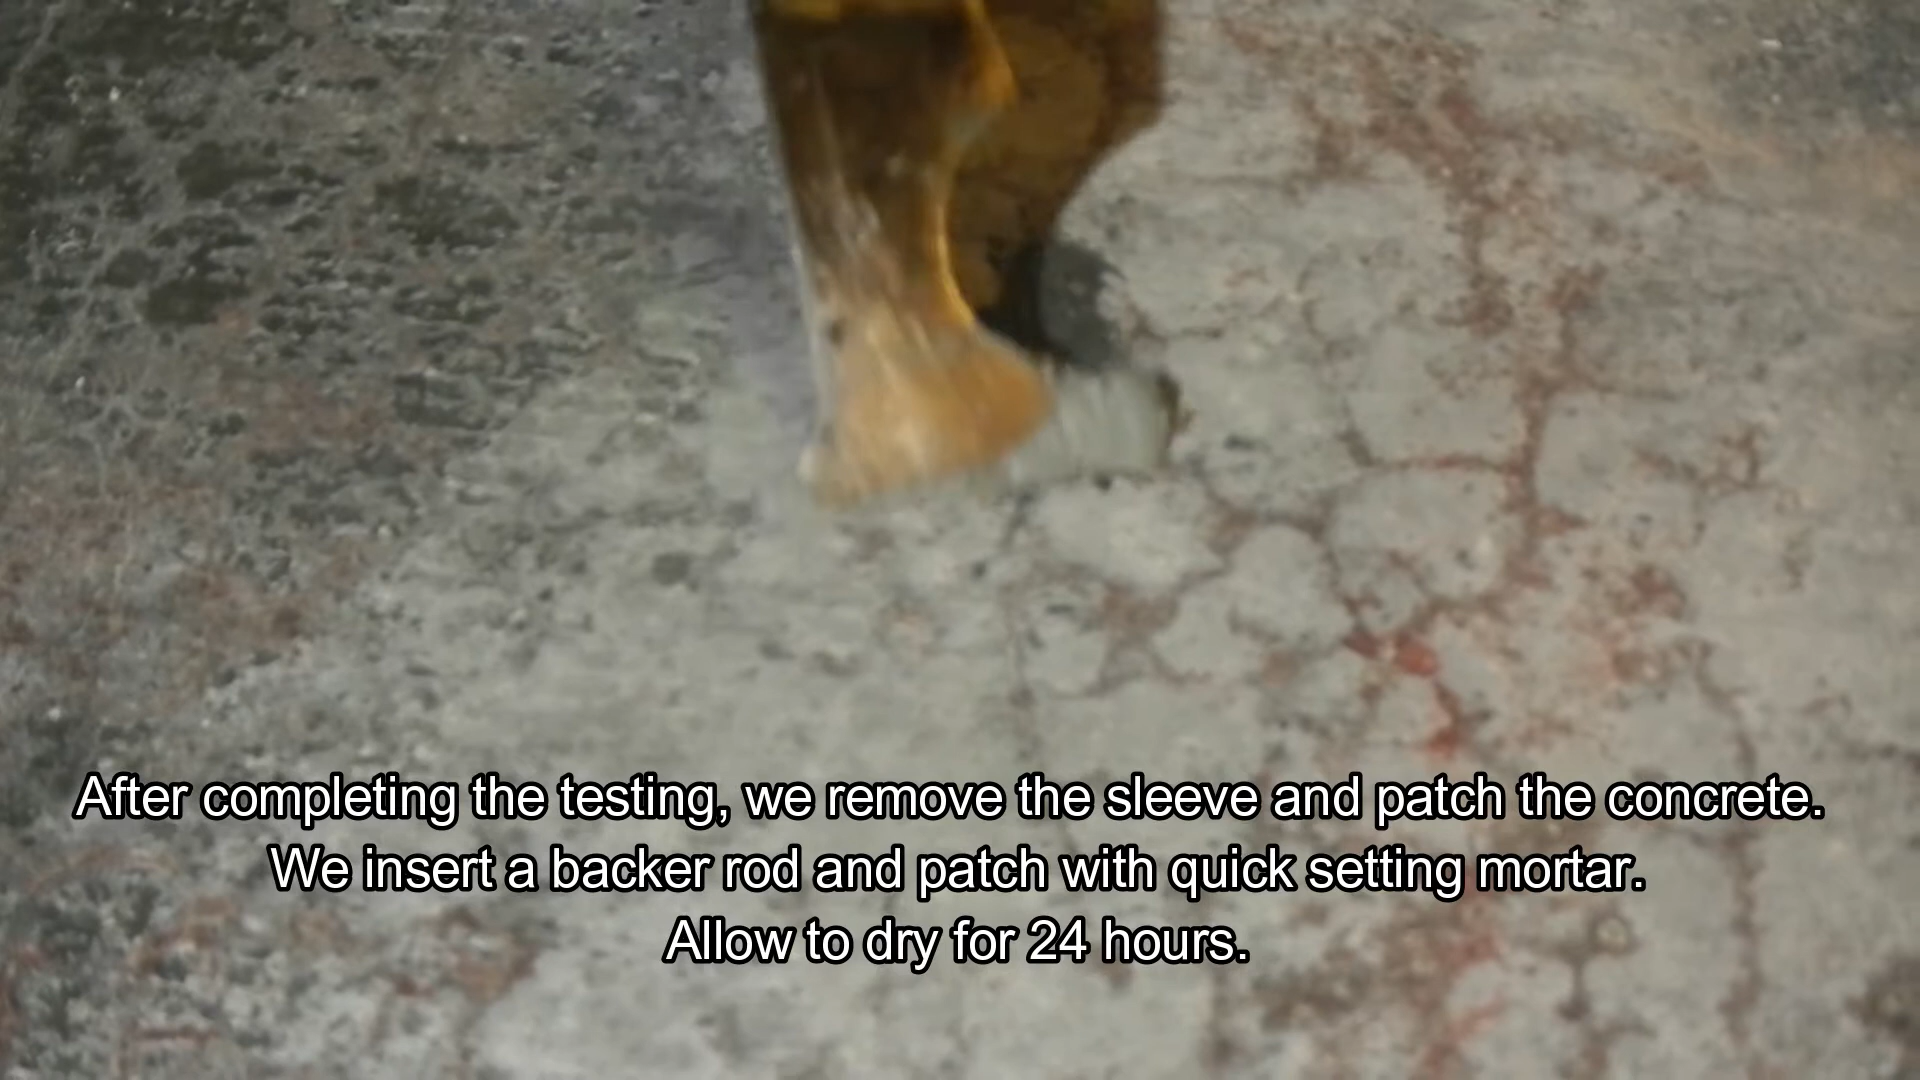 After completing the testing, we remove the sleeve and patch the concrete.
We insert a backer rod and patch with quick setting mortar.
Allow to dry for 24 hours.